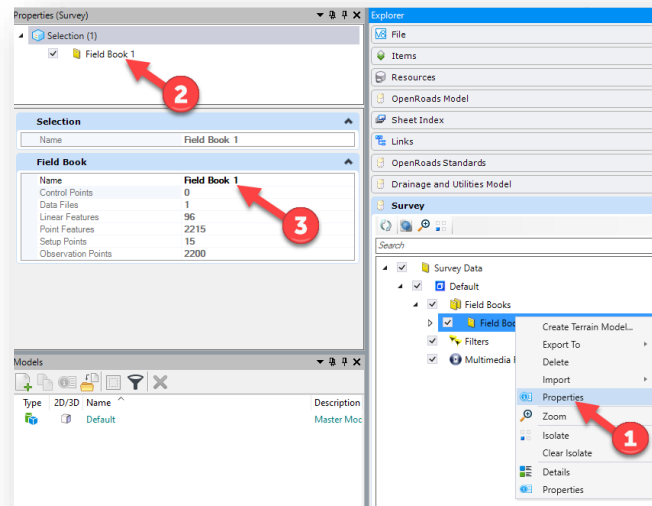 Properties (Survey)
Selection (1)
Field Book 1
2
Selection
Name Field Book 1
Field Book
Name Field Book 1
Control Points 0
Data Files 1
Linear Features 96
Point Features 2215
Setup Points 15
Observation Points 2200
3
Models
Type 2D/3D Name Description
Default Master Moc
Explorer
File
Items
Resources
OpenRoads Model
Sheet Index
Links
OpenRoads Standards
Drainage and Utilities Model
Survey
Search
Survey Data
Default
Field Books
Field Boo
Filters
Multimedia
Create Terrain Model...
Export To
Delete
Import
Properties
Zoom
1
Isolate
Clear Isolate
Details
Properties